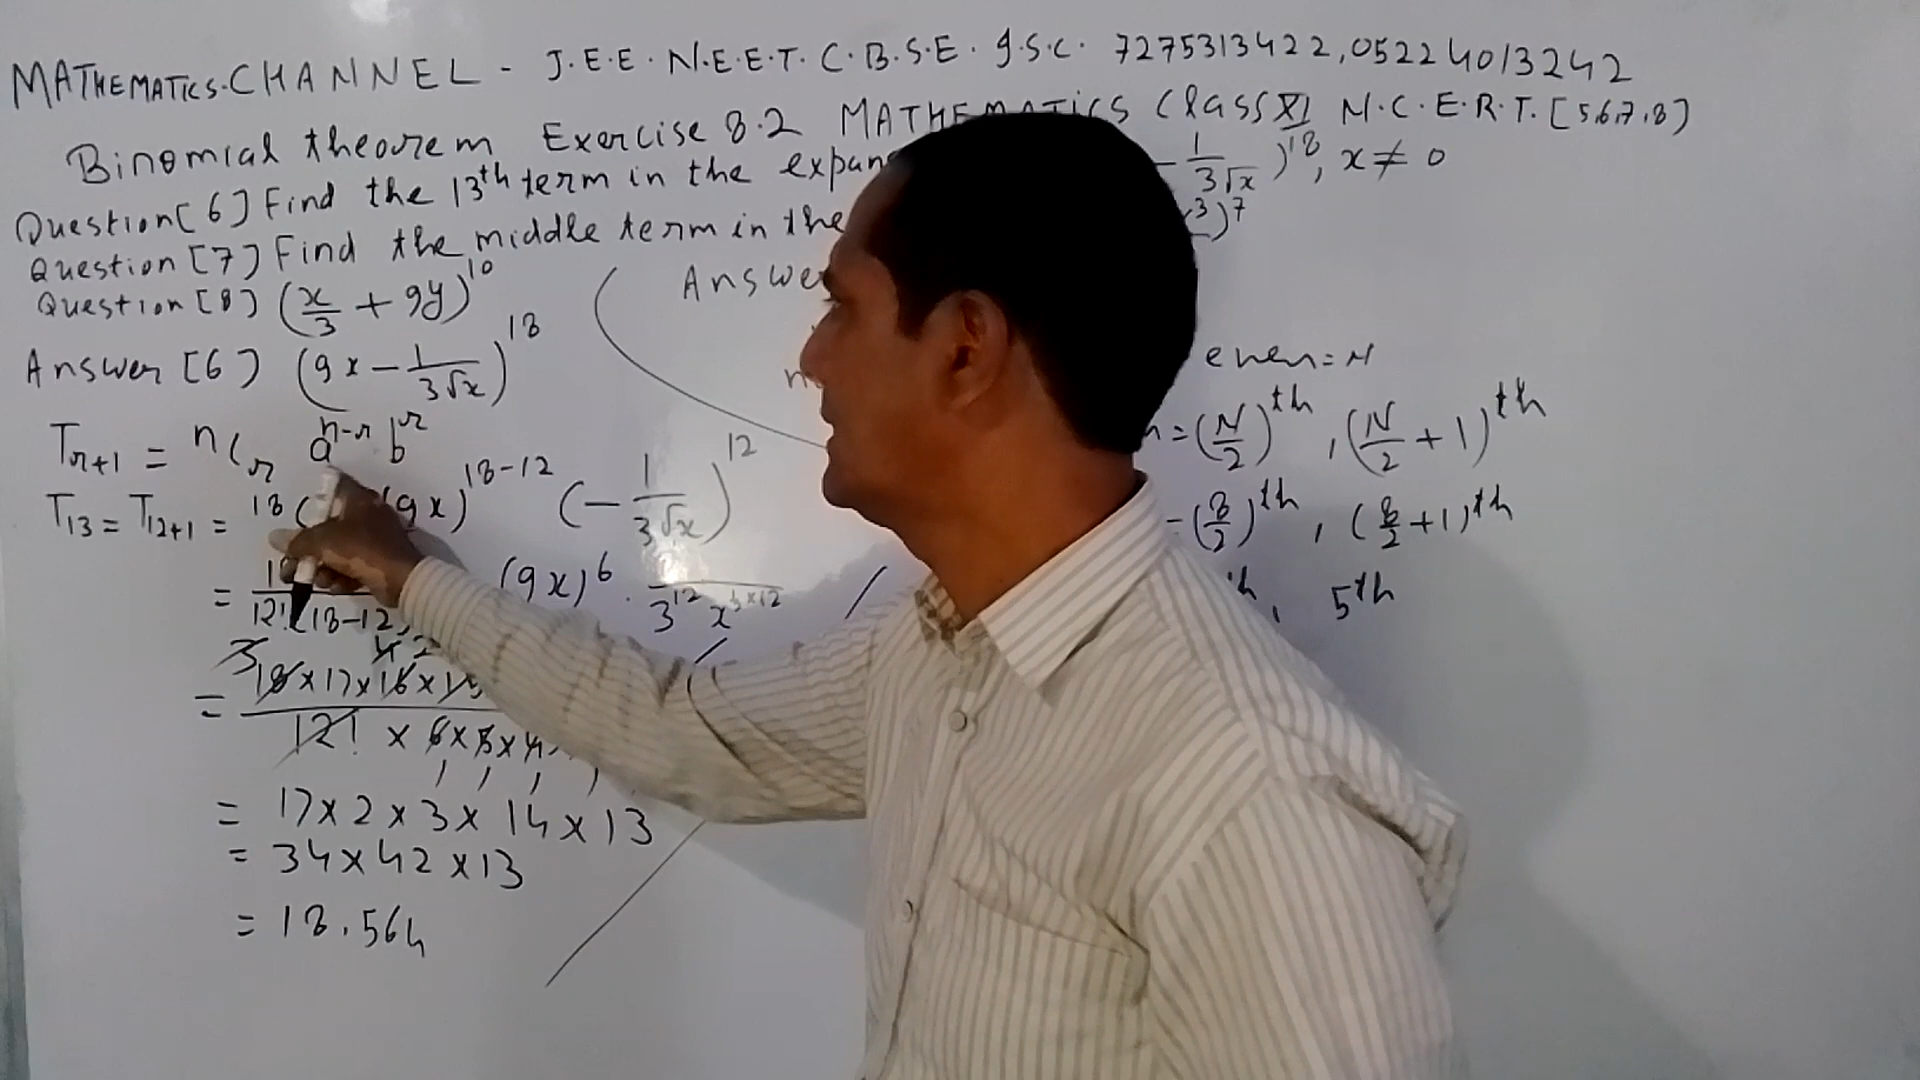 MATHEMATICS.CHANNEL - J.E.E. N.E.E.T. C.B.S.E. I.S.C. 7275313422,05224013242
Binomial theorem Exercise 8.2 MATHEMATICS Class XI N.C.E.R.T. [5,6,7,8]
Question [6] Find the 13th term in the expan - 1/(3√x))^18, x ≠ 0
Question [7] Find the middle term in the x^3)^7
Question [8] (x/3 + 9y)^10
Answer
Answer [6] (9x - 1/(3√x))^18
T_{r+1} = nC_r a^{n-r} . b^r
T_13 = T_{12+1} = 18C (9x)^{18-12} (-1/(3√x))^12
(9x)^6 .
3^12 x^{½×12}
12! (18-12)
= 18×17×16×15
12! × 6×5×4
= 17×2×3×14×13
= 34×42×13
= 18.564
even = N
= (N/2)^th, (N/2 + 1)^th
= (8/2)^th, (8/2 + 1)^th
th, 5th